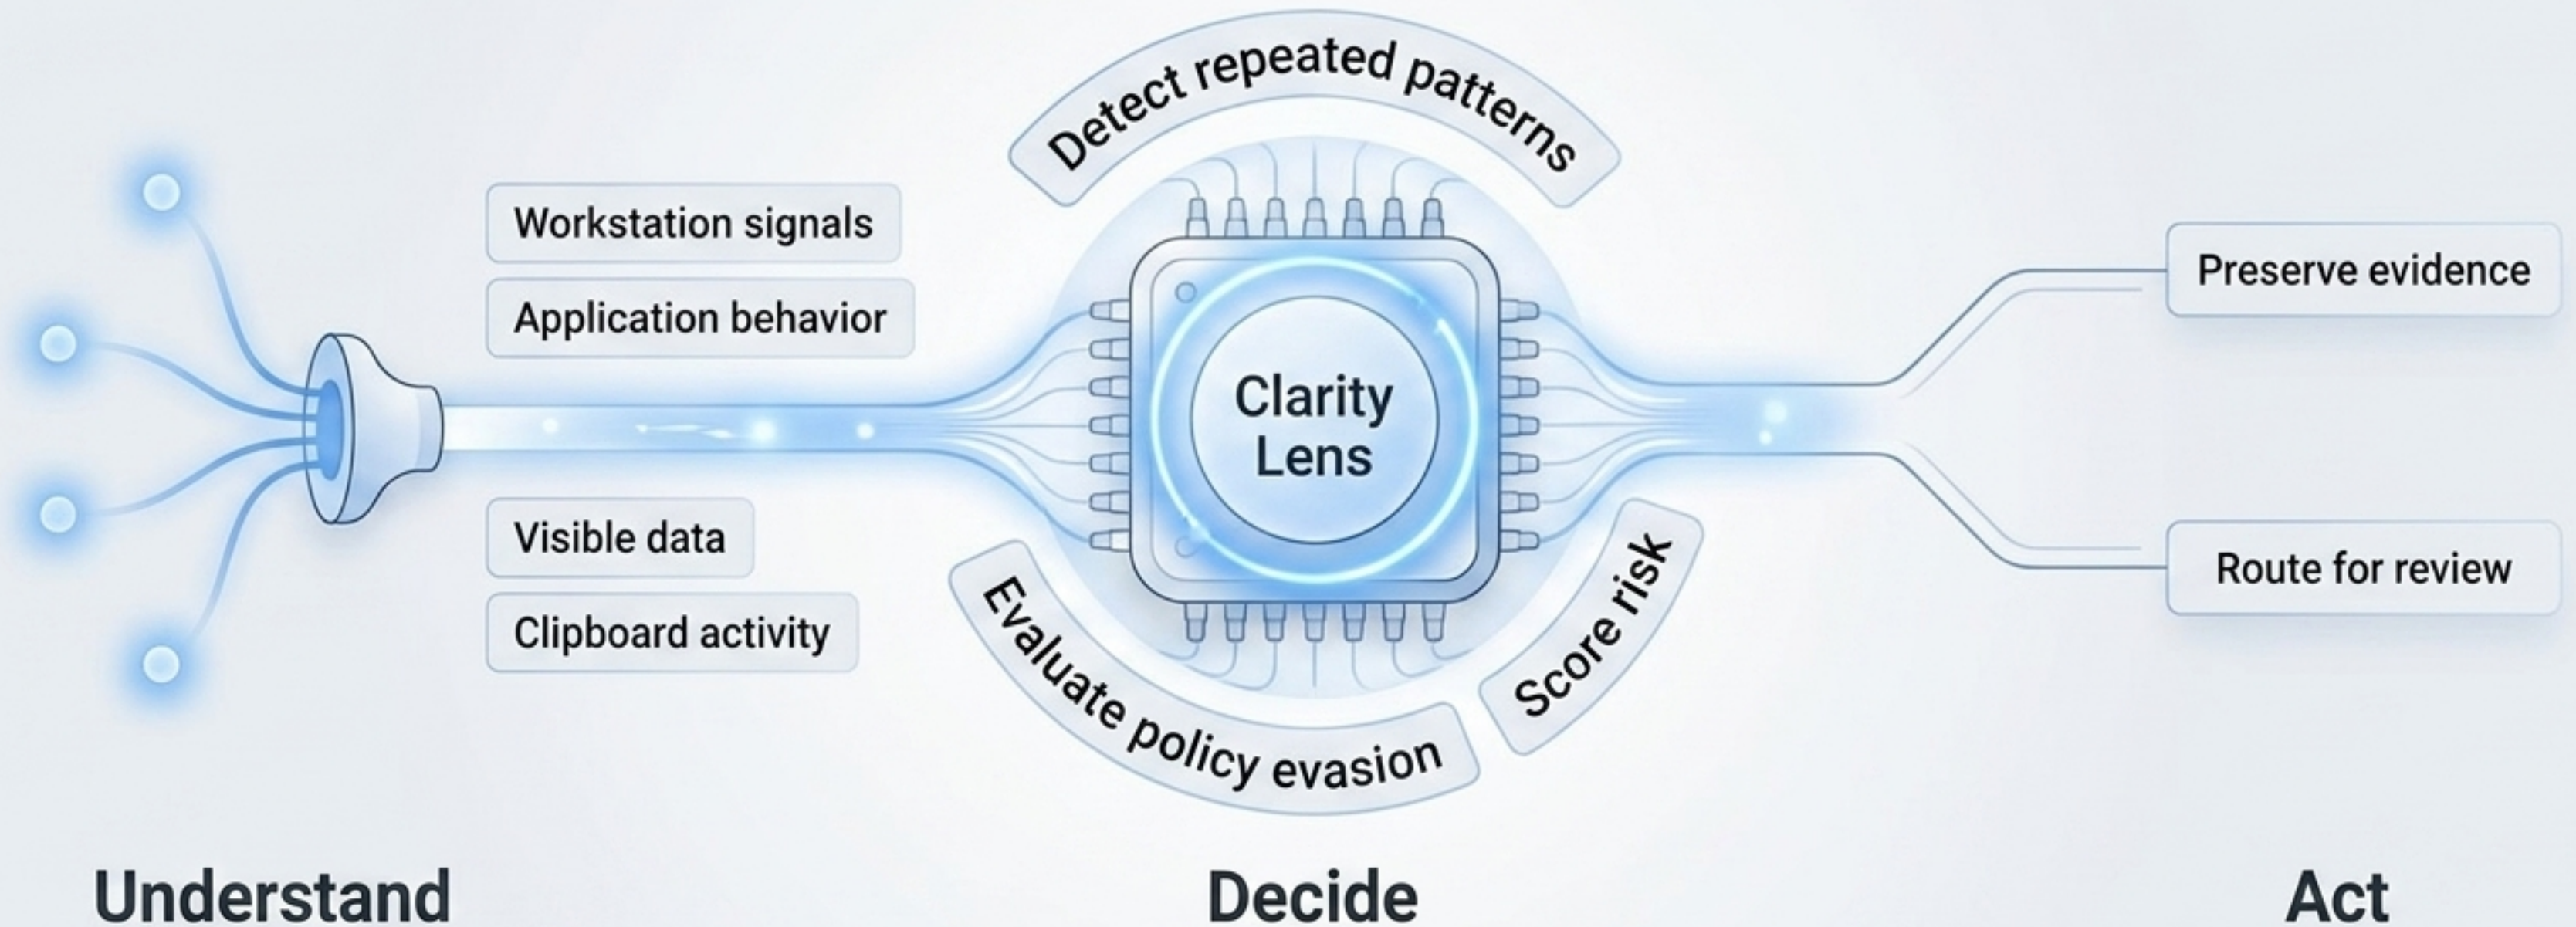 Detect repeated patterns
Workstation signals
Application behavior
Clarity
Lens
Visible data
Clipboard activity
Evaluate policy evasion
Score risk
Preserve evidence
Route for review
Understand
Decide
Act